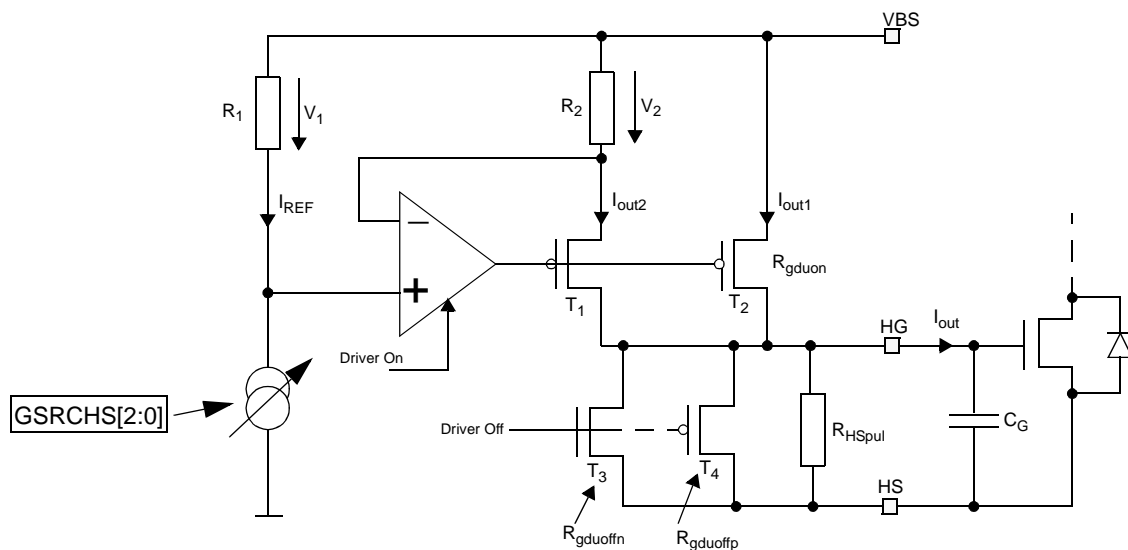 VBS
R1
V1
R2
V2
IREF
Iout2
Iout1
−
+
Rgduon
T1
T2
Driver On
HG
Iout
GSRCHS[2:0]
Driver Off
T3
T4
RHSpul
CG
HS
Rgduoffn
Rgduoffp